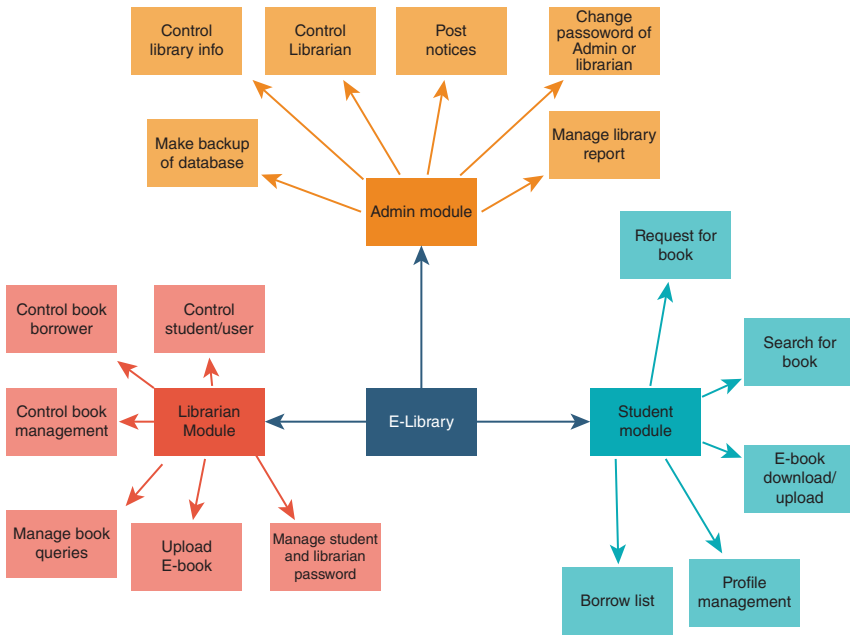 Control
library info
Control
Librarian
Post
notices
Change
passoword of
Admin or
librarian
Make backup
of database
Manage library
report
Admin module
Request for
book
Control book
borrower
Control
student/user
Search for
book
Control book
management
Librarian
Module
E-Library
Student
module
E-book
download/
upload
Manage book
queries
Upload
E-book
Manage student
and librarian
password
Borrow list
Profile
management